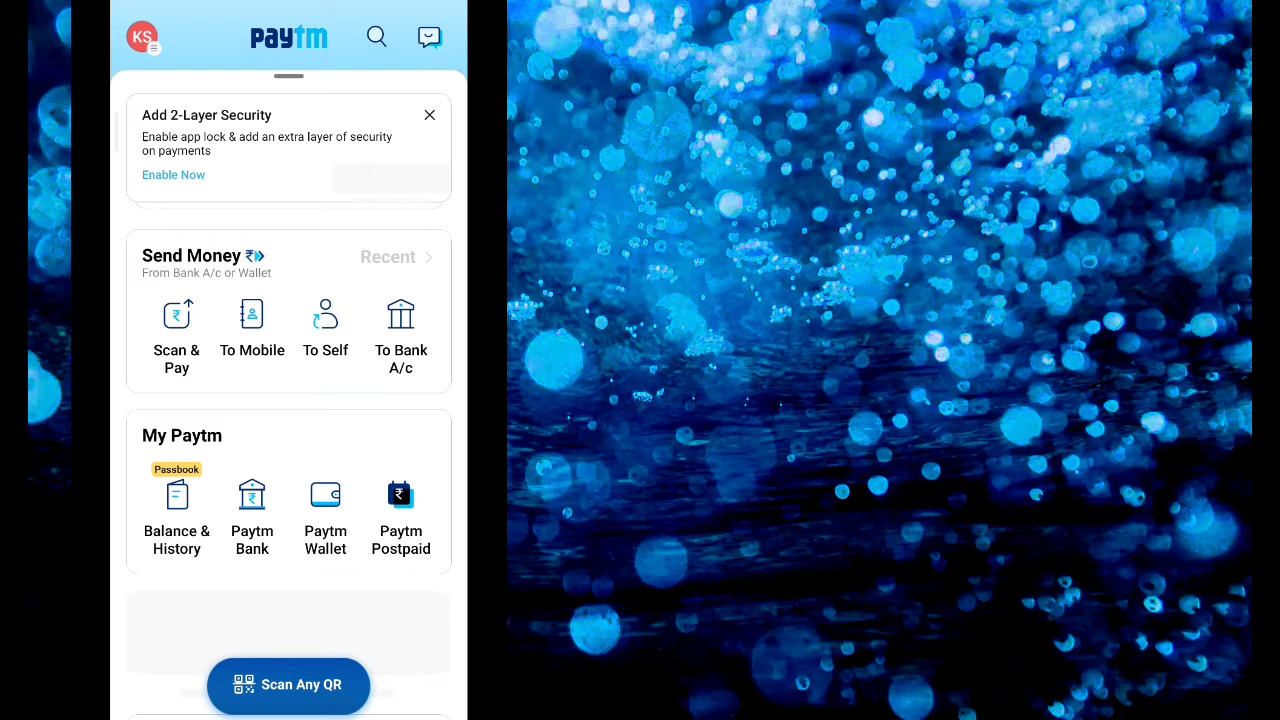 KS
paytm
Add 2-Layer Security
Enable app lock & add an extra layer of security
on payments
Enable Now
Send Money ₹
Recent
From Bank A/c or Wallet
₹
Scan &
Pay
To Mobile
To Self
To Bank
A/c
My Paytm
Passbook
₹
₹
Balance &
History
Paytm
Bank
Paytm
Wallet
Paytm
Postpaid
Scan Any QR